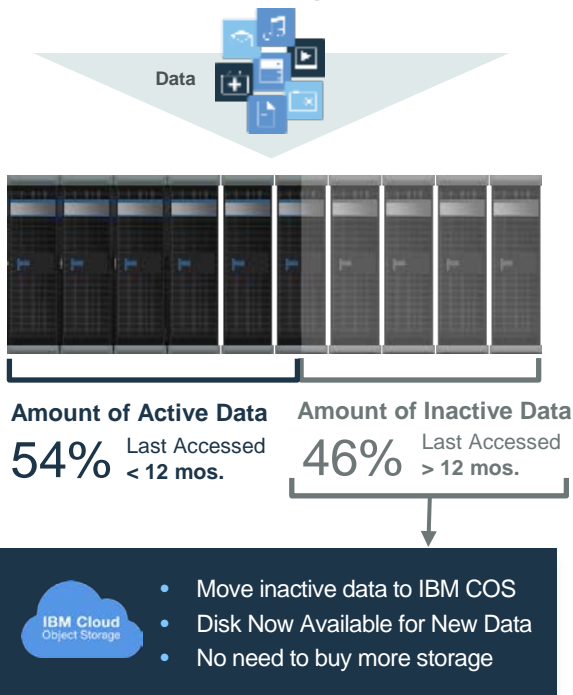 Data
Amount of Active Data
54%
Last Accessed
< 12 mos.
Amount of Inactive Data
46%
Last Accessed
> 12 mos.
IBM Cloud
Object Storage
• Move inactive data to IBM COS
• Disk Now Available for New Data
• No need to buy more storage